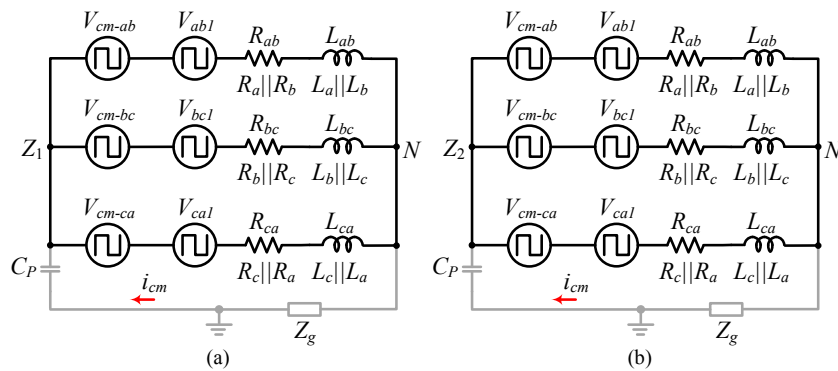 V_cm-ab V_ab1 R_ab L_ab
R_a||R_b L_a||L_b
V_cm-bc V_bc1 R_bc L_bc
Z_1 N
R_b||R_c L_b||L_c
V_cm-ca V_ca1 R_ca L_ca
C_P R_c||R_a L_c||L_a
i_cm
Z_g
(a)
V_cm-ab V_ab1 R_ab L_ab
R_a||R_b L_a||L_b
V_cm-bc V_bc1 R_bc L_bc
Z_2 N
R_b||R_c L_b||L_c
V_cm-ca V_ca1 R_ca L_ca
C_P R_c||R_a L_c||L_a
i_cm
Z_g
(b)